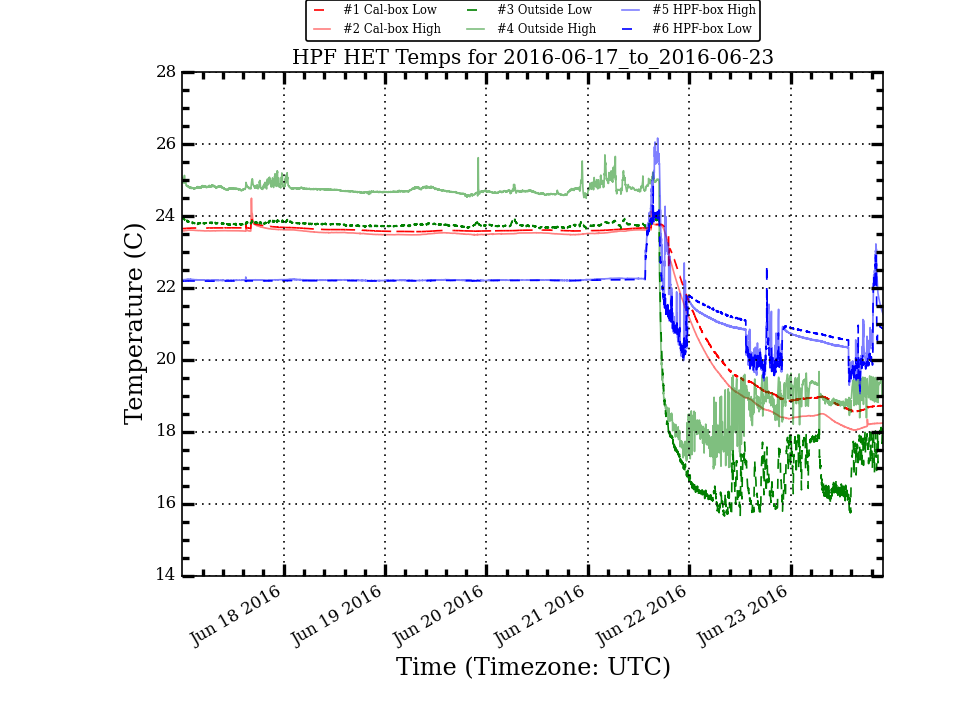 #1 Cal-box Low #3 Outside Low #5 HPF-box High
#2 Cal-box High #4 Outside High #6 HPF-box Low
HPF HET Temps for 2016-06-17_to_2016-06-23
28
26
24
22
20
18
16
14
Temperature (C)
Jun 18 2016 Jun 19 2016 Jun 20 2016 Jun 21 2016 Jun 22 2016 Jun 23 2016
Time (Timezone: UTC)